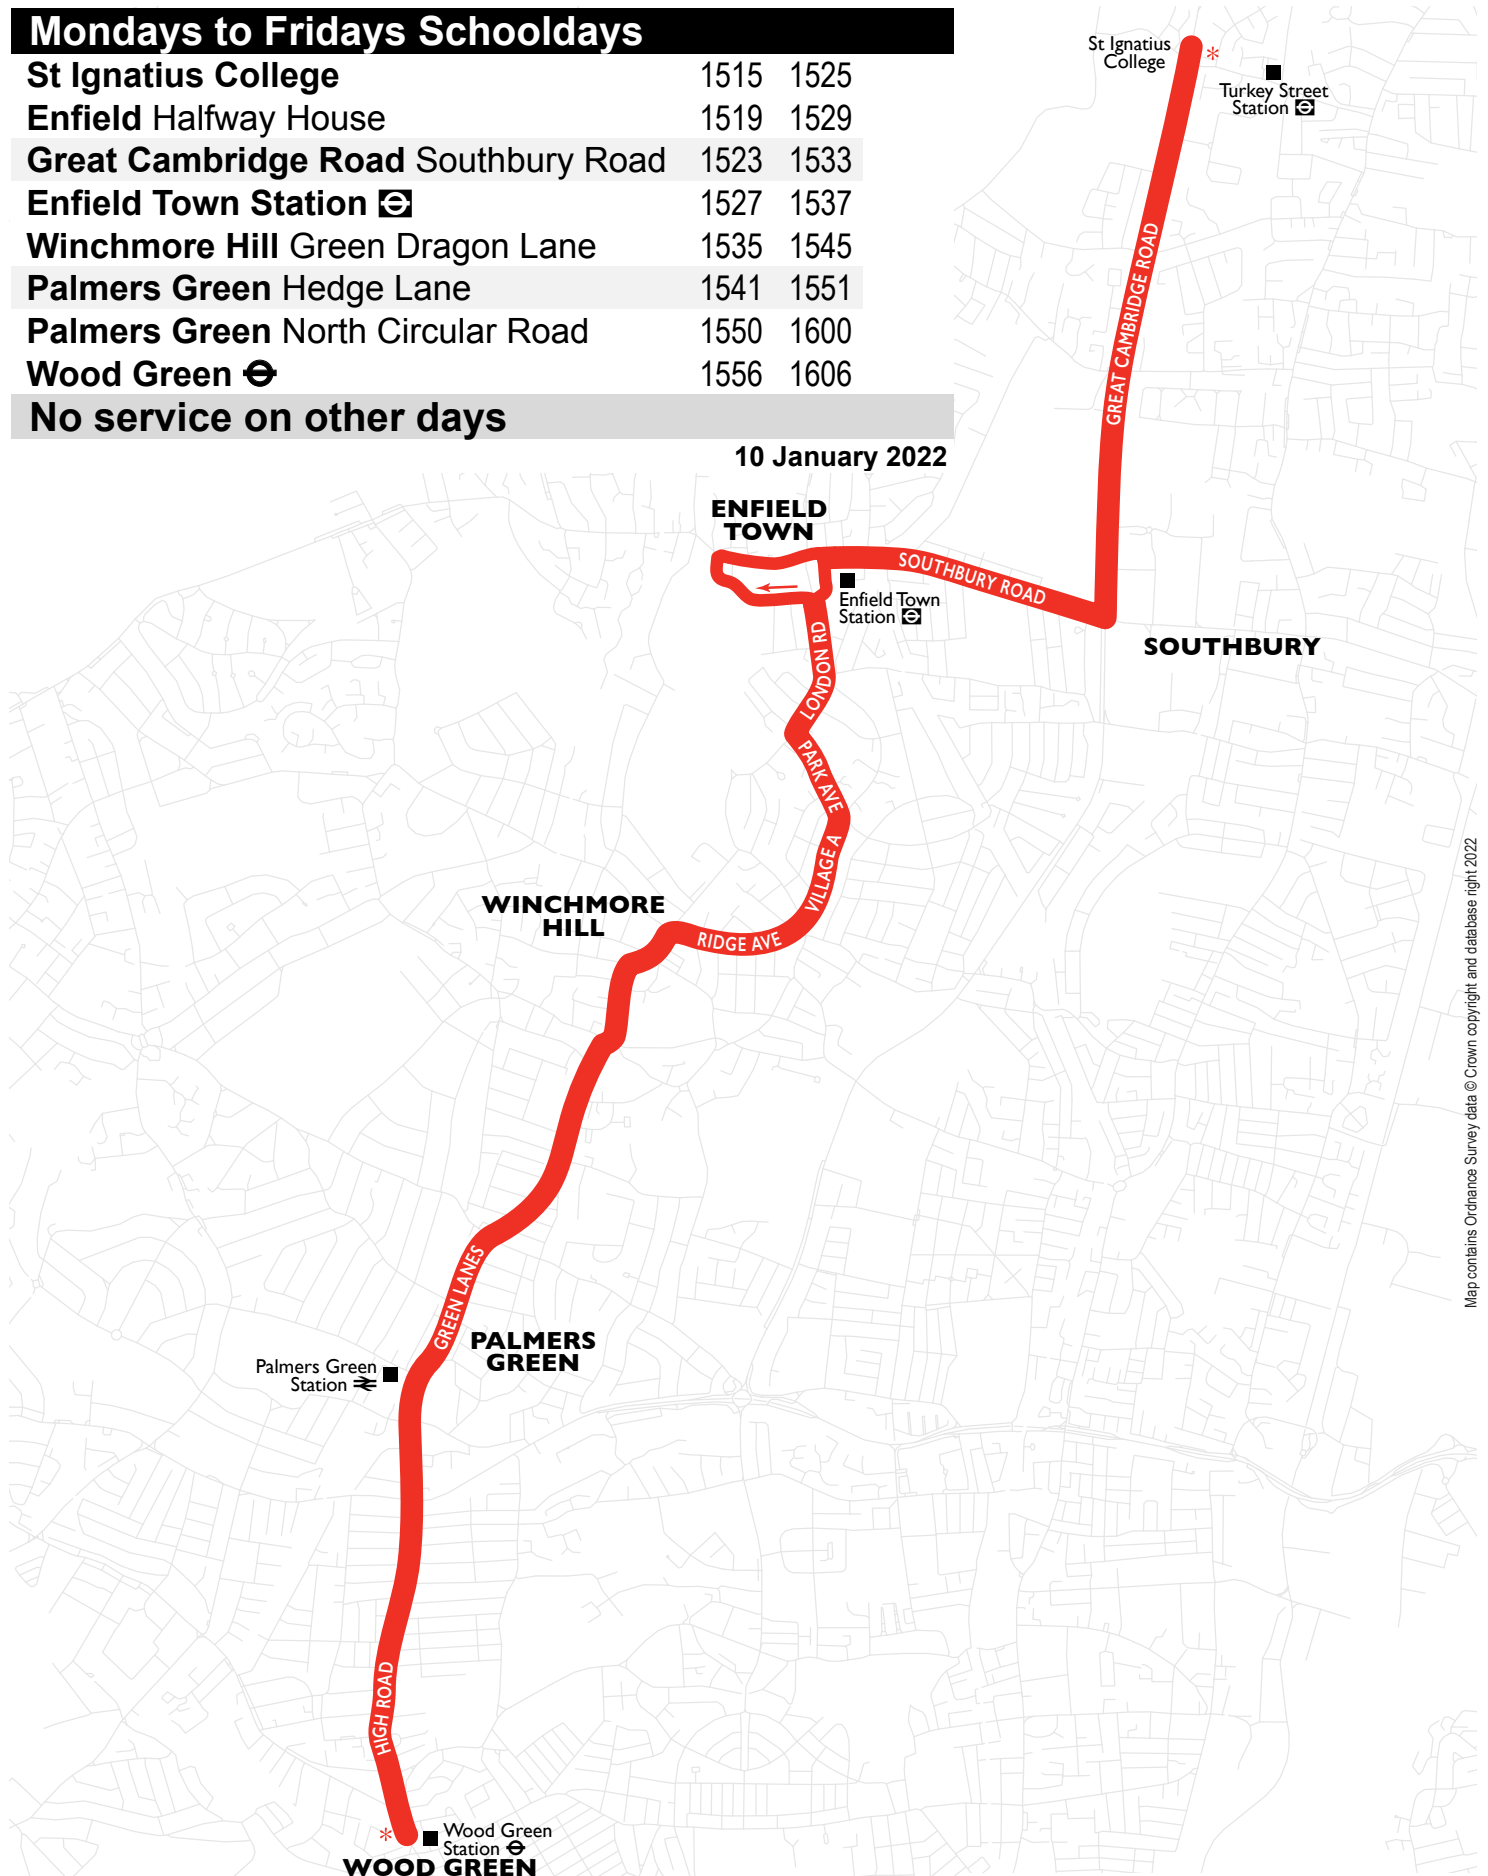 Mondays to Fridays Schooldays
St Ignatius College 1515 1525
Enfield Halfway House 1519 1529
Great Cambridge Road Southbury Road 1523 1533
Enfield Town Station 1527 1537
Winchmore Hill Green Dragon Lane 1535 1545
Palmers Green Hedge Lane 1541 1551
Palmers Green North Circular Road 1550 1600
Wood Green 1556 1606
No service on other days
10 January 2022
St Ignatius
College
*
Turkey Street
Station
GREAT CAMBRIDGE ROAD
ENFIELD
TOWN
SOUTHBURY ROAD
Enfield Town
Station
SOUTHBURY
LONDON RD
PARK AVE
VILLAGE A
WINCHMORE
HILL
RIDGE AVE
GREEN LANES
PALMERS
GREEN
Palmers Green
Station
HIGH ROAD
*
Wood Green
Station
WOOD GREEN
Map contains Ordnance Survey data © Crown copyright and database right 2022